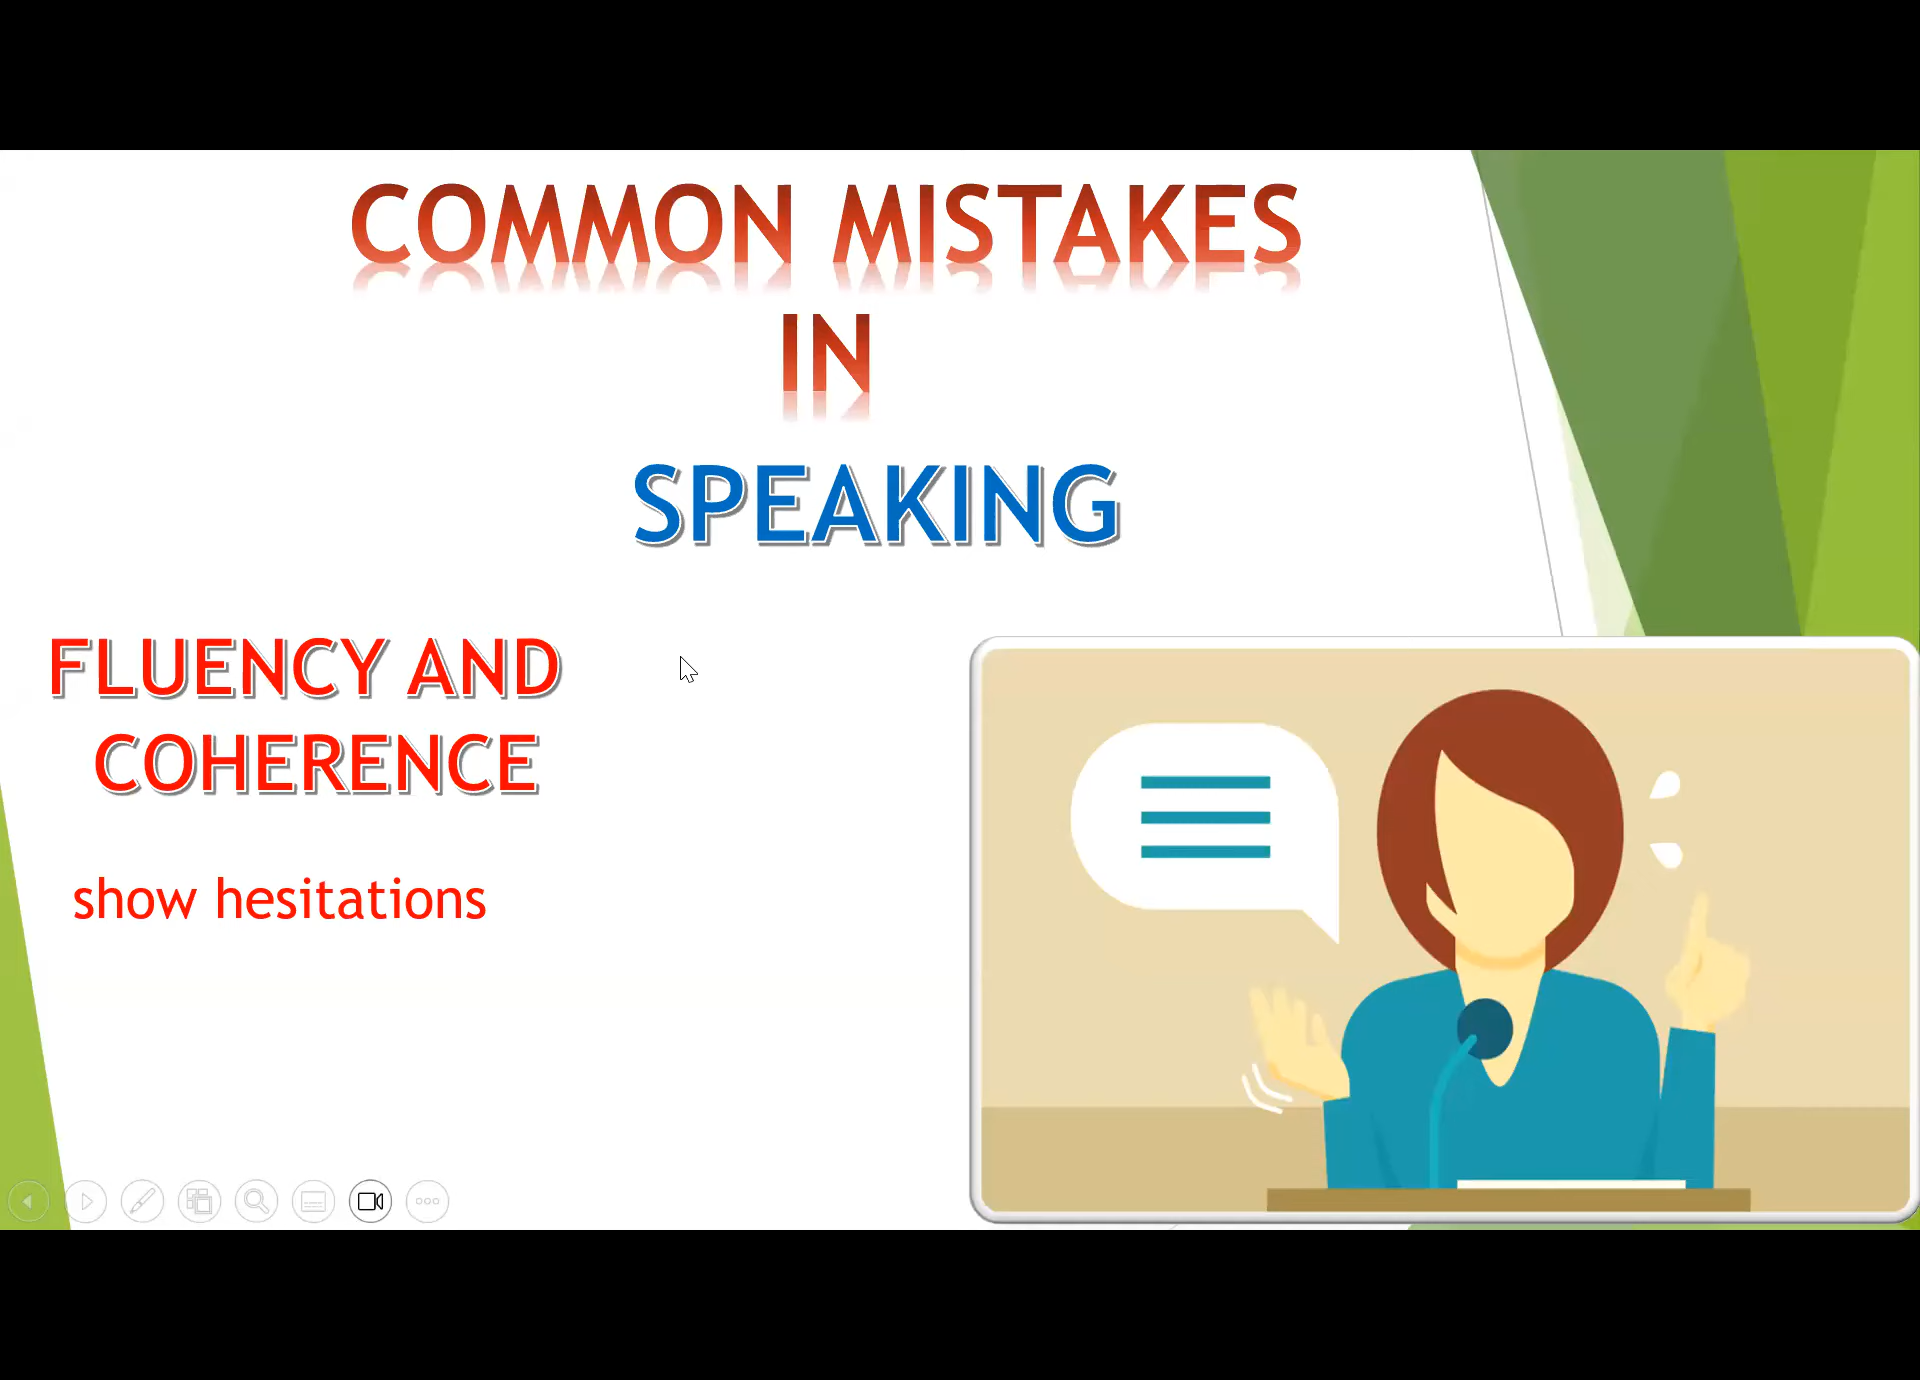 COMMON MISTAKES
IN
SPEAKING
FLUENCY AND
COHERENCE
show hesitations